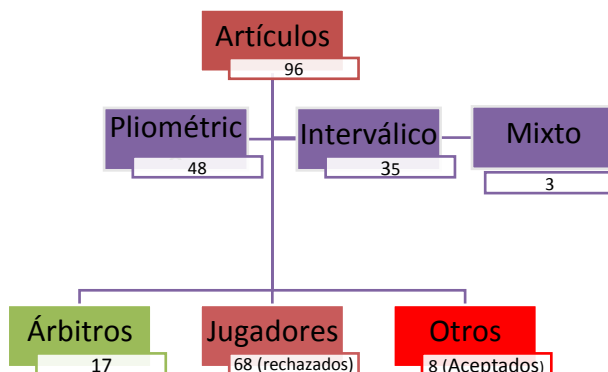 Artículos
96
Pliométric
48
Interválico
35
Mixto
3
Árbitros
17
Jugadores
68 (rechazados)
Otros
8 (Aceptados)